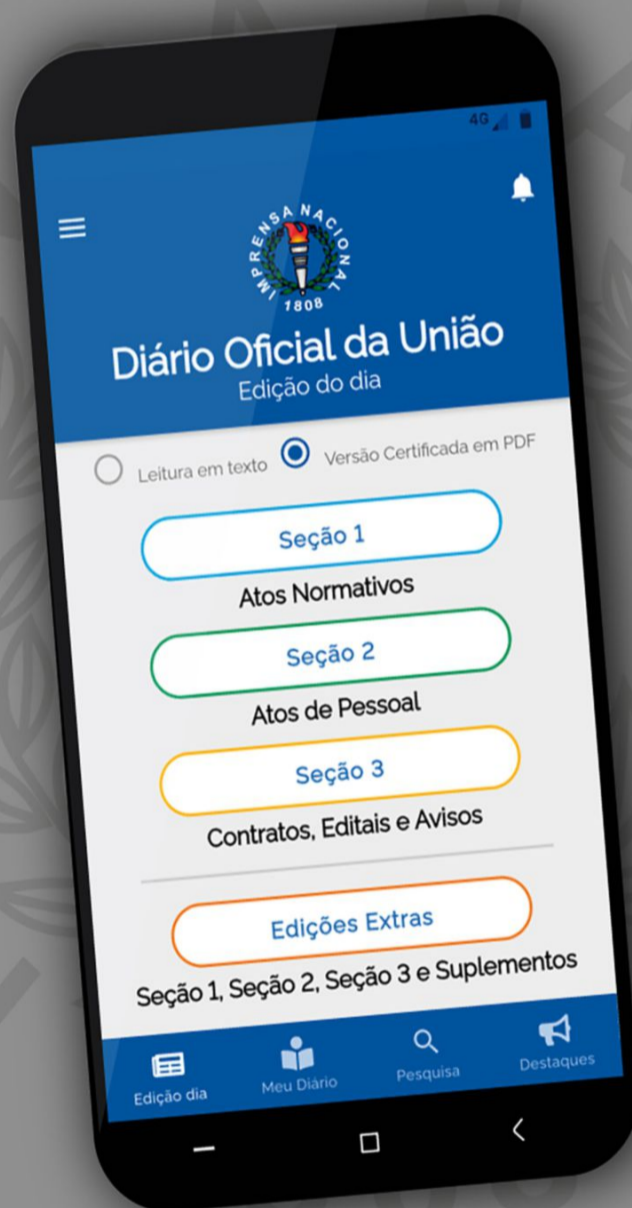 4G
IMPRENSA NACIONAL
1808
Diário Oficial da União
Edição do dia
Leitura em texto Versão Certificada em PDF
Seção 1
Atos Normativos
Seção 2
Atos de Pessoal
Seção 3
Contratos, Editais e Avisos
Edições Extras
Seção 1, Seção 2, Seção 3 e Suplementos
Edição dia Meu Diário Pesquisa Destaques